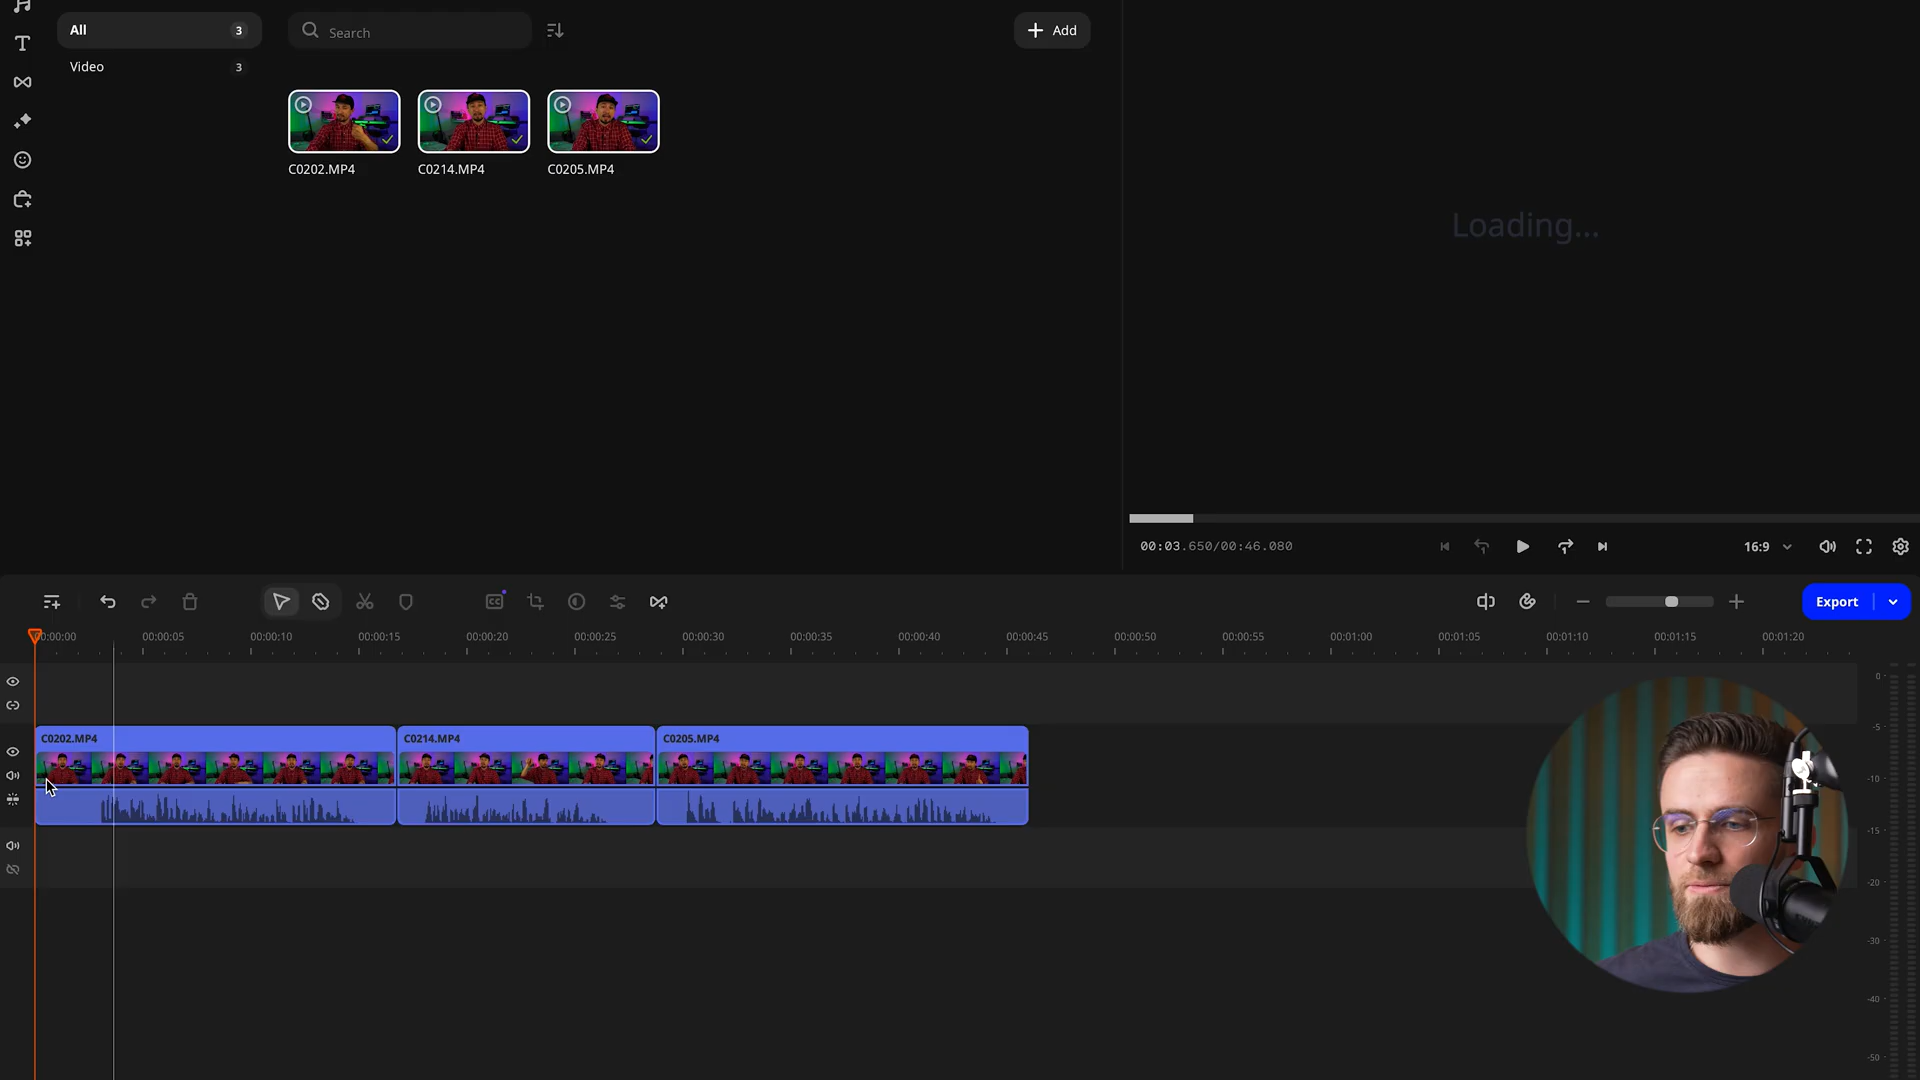 All 3
Search
Add
Video 3
C0202.MP4
C0214.MP4
C0205.MP4
Loading...
00:03.650/00:46.080
16:9
CC
Export
00:00:00
00:00:05
00:00:10
00:00:15
00:00:20
00:00:25
00:00:30
00:00:35
00:00:40
00:00:45
00:00:50
00:00:55
00:01:00
00:01:05
00:01:10
00:01:15
00:01:20
C0202.MP4
C0214.MP4
C0205.MP4
0
-5
-10
-15
-20
-30
-40
-50